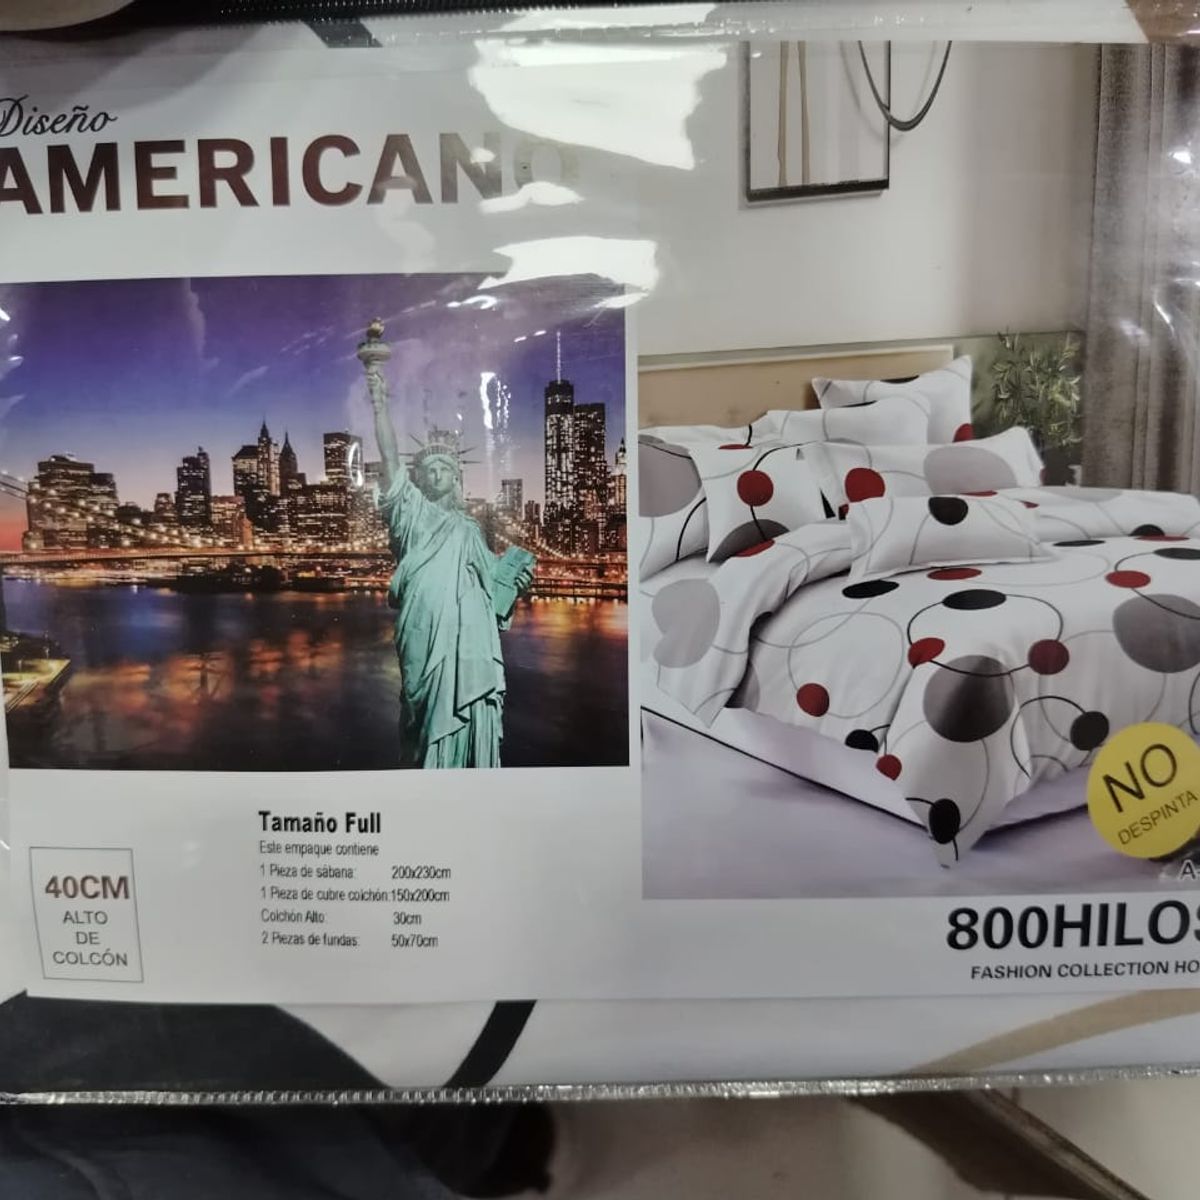 Diseño
AMERICANO
Tamaño Full
Este empaque contiene
1 Pieza de sábana: 200x230cm
1 Pieza de cubre colchón:150x200cm
Colchón Alto: 30cm
2 Piezas de fundas: 50x70cm
40CM
ALTO
DE
COLCÓN
NO
DESPINTA
800HILOS
FASHION COLLECTION